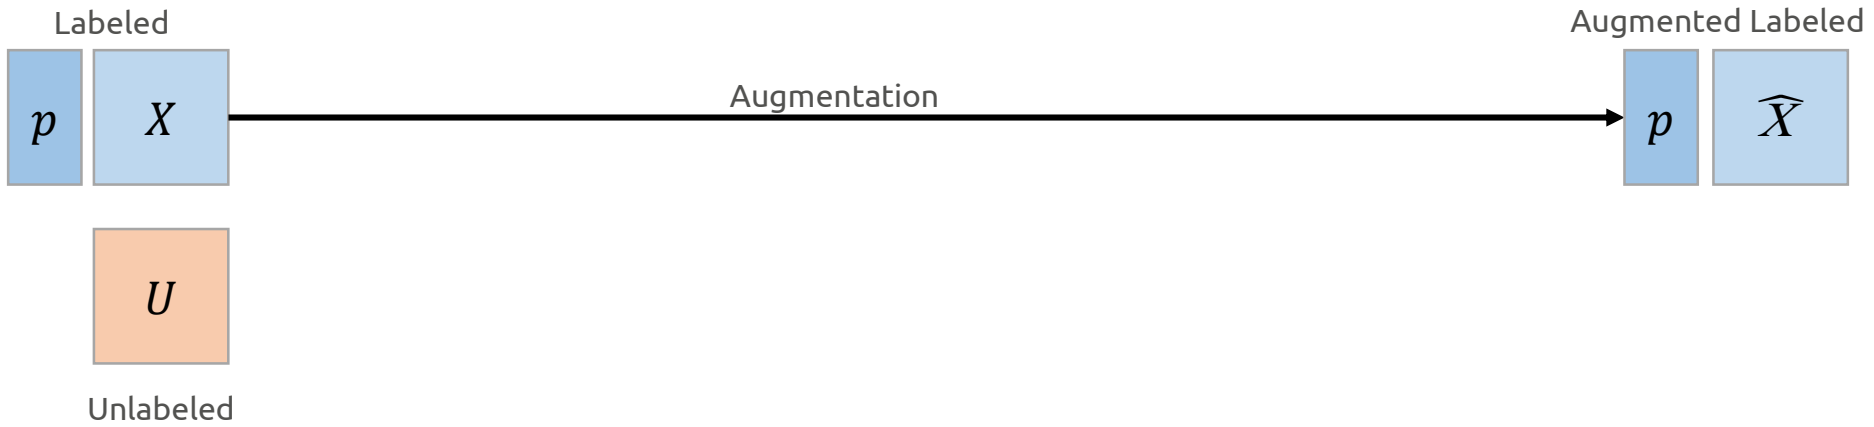 Labeled
p X
Augmentation
Augmented Labeled
p X̂
U
Unlabeled